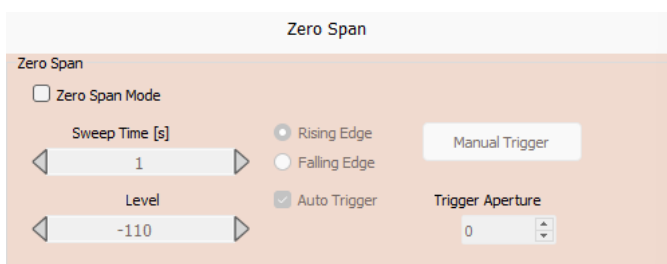 Zero Span
Zero Span
Zero Span Mode
Sweep Time [s]
1
Rising Edge
Falling Edge
Manual Trigger
Level
-110
Auto Trigger
Trigger Aperture
0